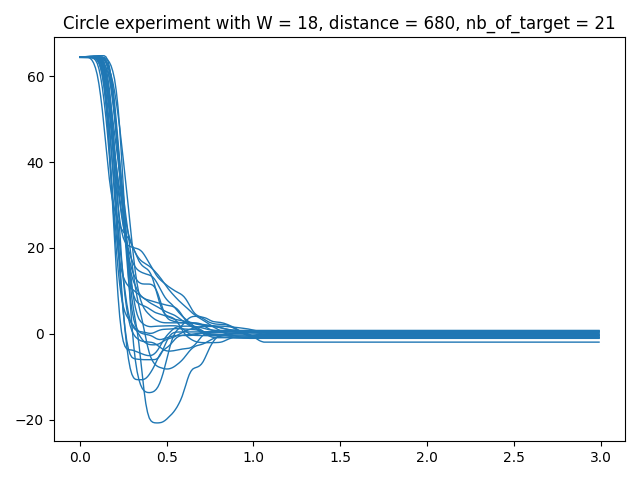 Circle experiment with W = 18, distance = 680, nb_of_target = 21
60
40
20
0
−20
0.0 0.5 1.0 1.5 2.0 2.5 3.0